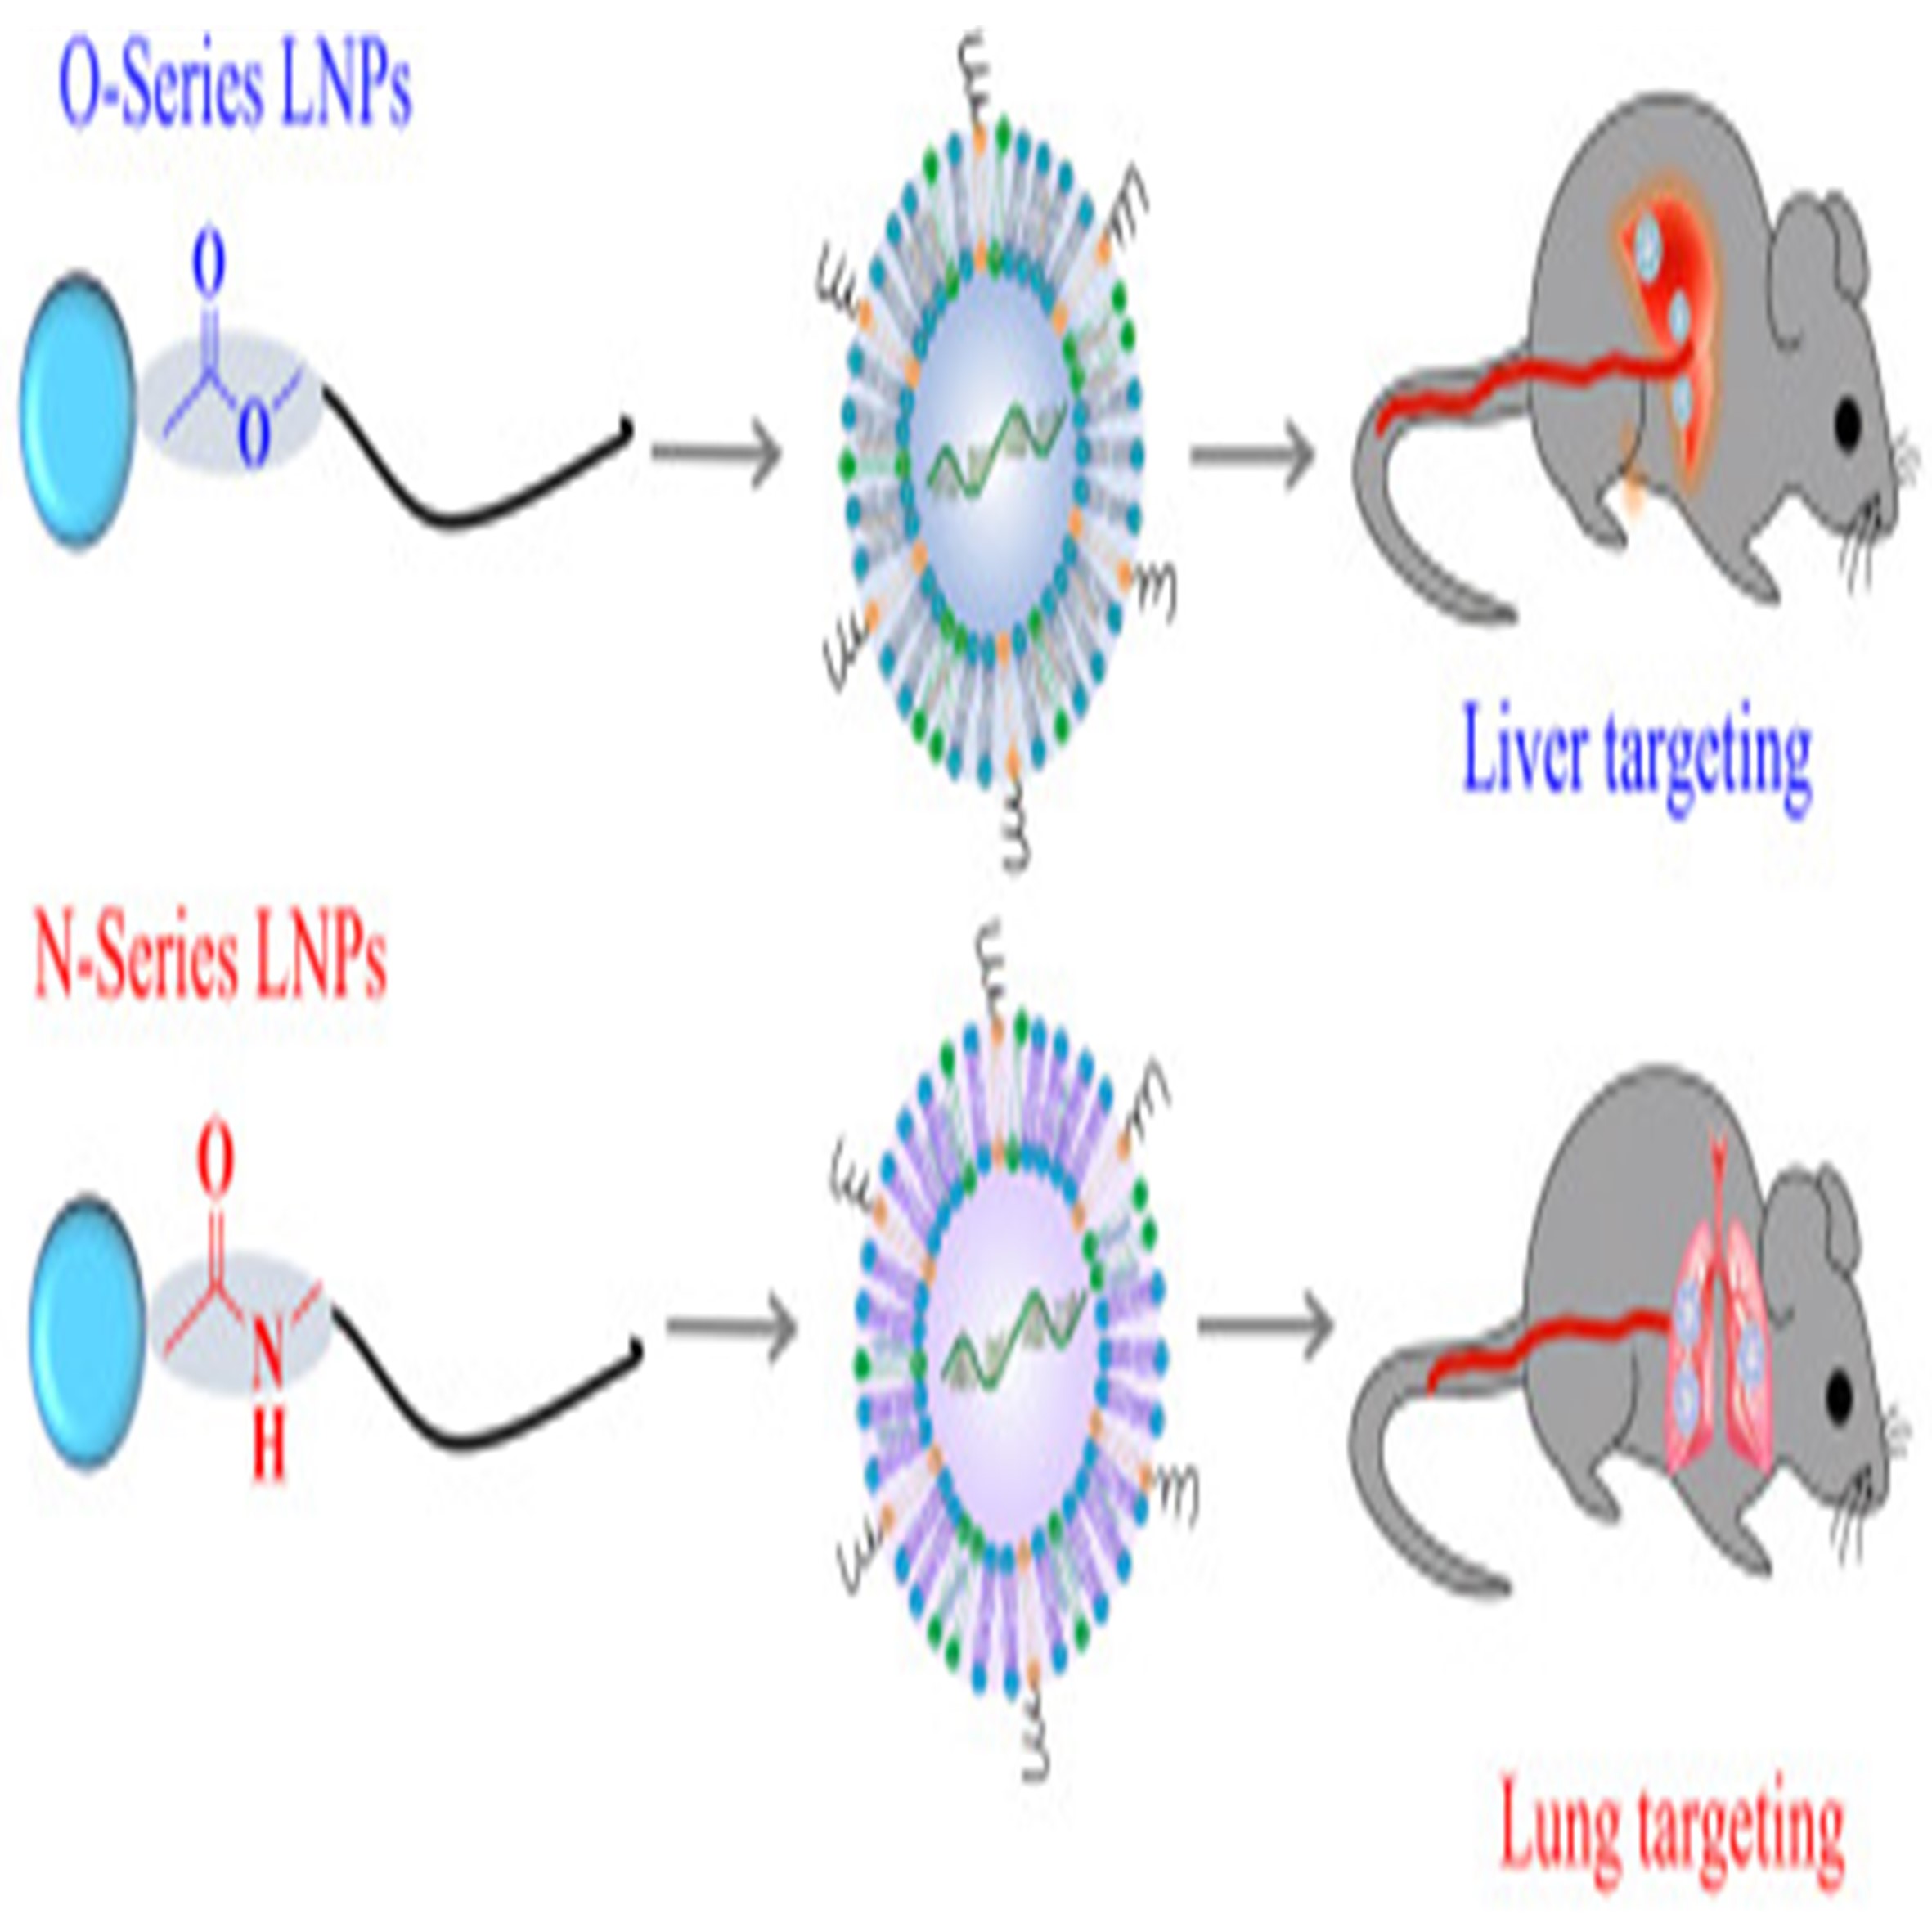 O-Series LNPs
O
O
Liver targeting
N-Series LNPs
O
N
H
Lung targeting